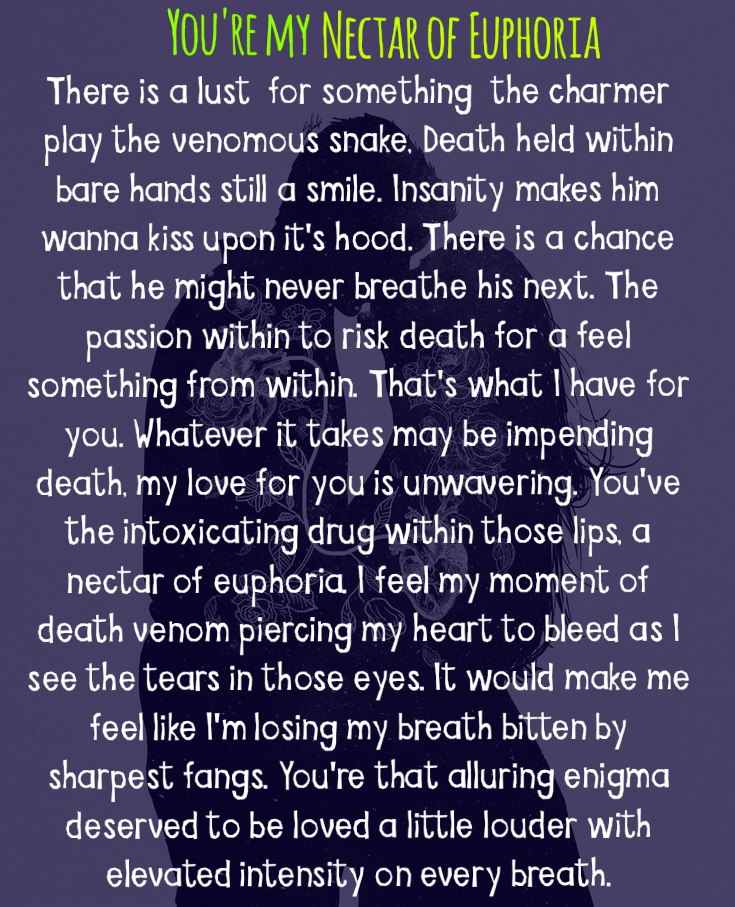 You're my Nectar of Euphoria
There is a lust for something the charmer
play the venomous snake, Death held within
bare hands still a smile. Insanity makes him
wanna kiss upon it's hood. There is a chance
that he might never breathe his next. The
passion within to risk death for a feel
something from within. That's what I have for
you. Whatever it takes may be impending
death, my love for you is unwavering. You've
the intoxicating drug within those lips, a
nectar of euphoria. I feel my moment of
death venom piercing my heart to bleed as I
see the tears in those eyes. It would make me
feel like I'm losing my breath bitten by
sharpest fangs. You're that alluring enigma
deserved to be loved a little louder with
elevated intensity on every breath.